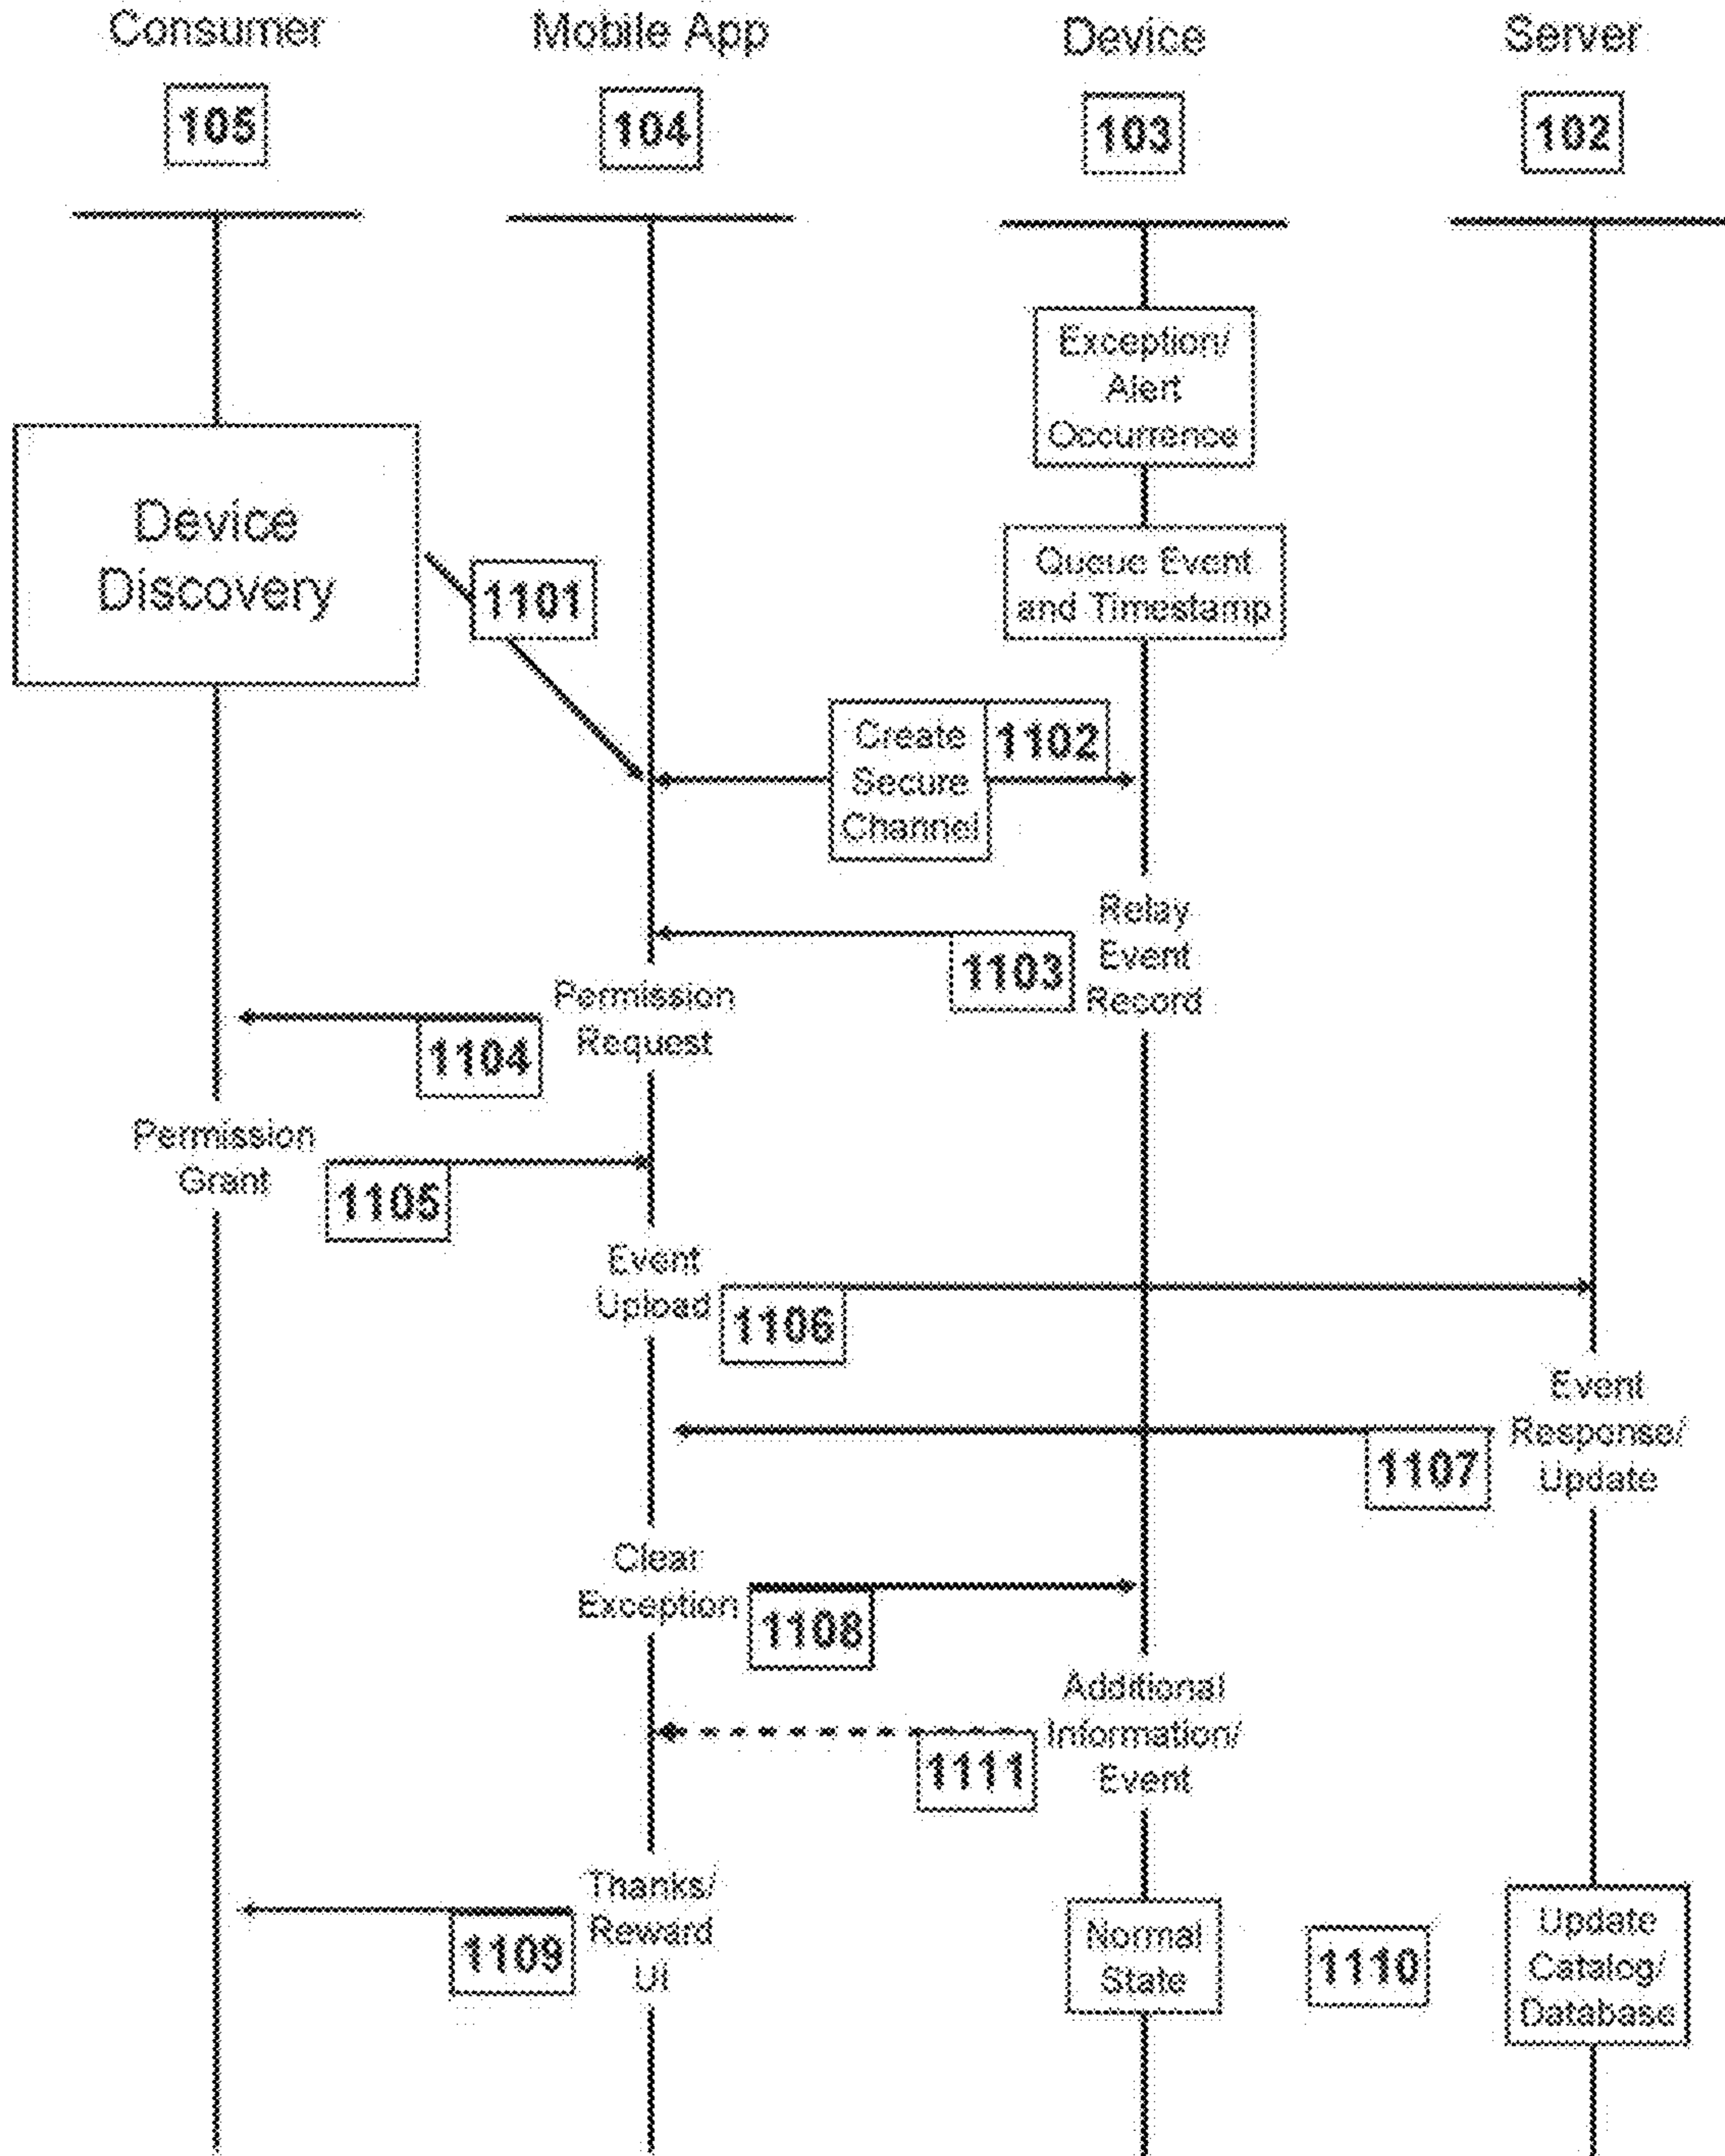 Consumer
Mobile App
Device
Server
105
104
103
102
Exception/
Alert
Occurrence
Device
Discovery
1101
Queue Event
and Timestamp
Create
Secure
Channel
1102
Relay
Event
Record
1103
Permission
Request
1104
Permission
Grant
1105
Event
Upload
1106
Event
Response/
Update
1107
Clear
Exception
1108
Additional
Information/
Event
1111
Thanks/
Reward
UI
1109
Normal
State
1110
Update
Catalog/
Database